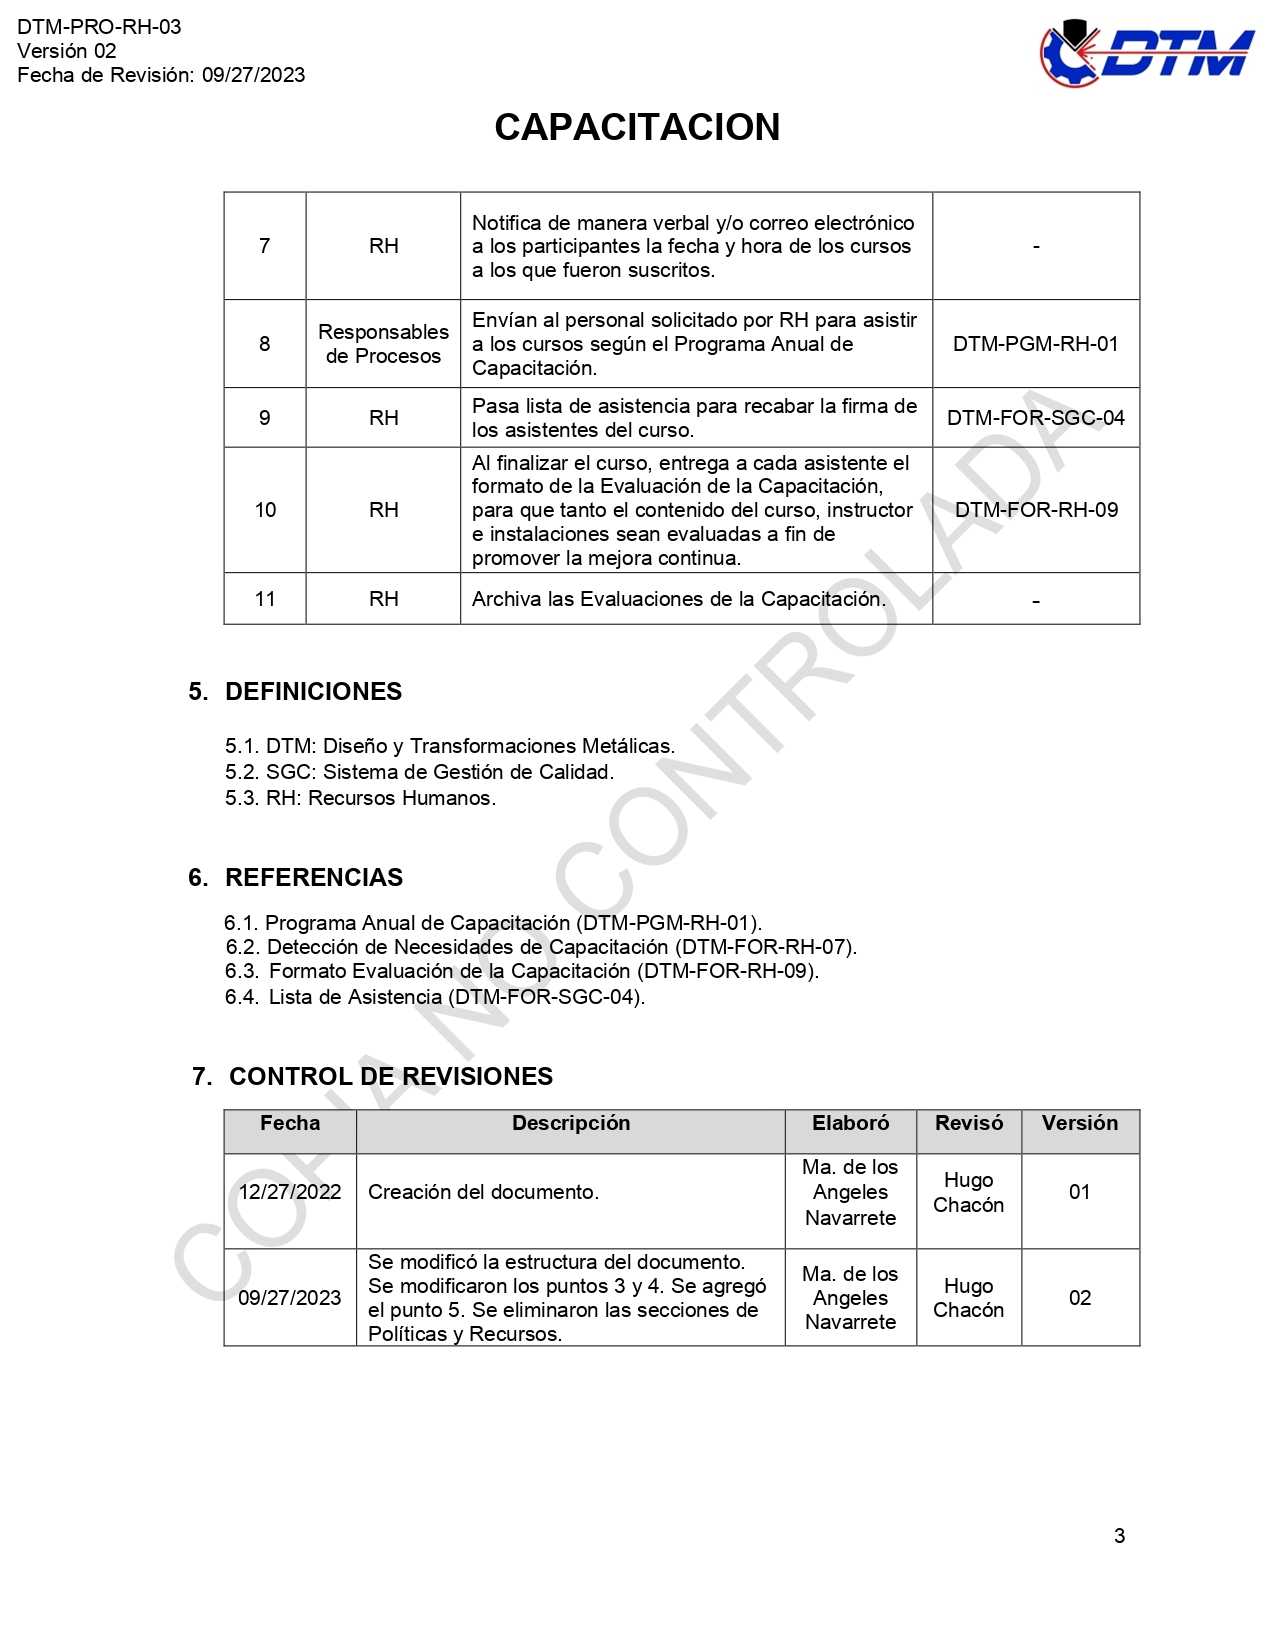 DTM-PRO-RH-03
Versión 02
Fecha de Revisión: 09/27/2023
DTM
CAPACITACION
7
RH
Notifica de manera verbal y/o correo electrónico
a los participantes la fecha y hora de los cursos
a los que fueron suscritos.
-
8
Responsables
de Procesos
Envían al personal solicitado por RH para asistir
a los cursos según el Programa Anual de
Capacitación.
DTM-PGM-RH-01
9
RH
Pasa lista de asistencia para recabar la firma de
los asistentes del curso.
DTM-FOR-SGC-04
10
RH
Al finalizar el curso, entrega a cada asistente el
formato de la Evaluación de la Capacitación,
para que tanto el contenido del curso, instructor
e instalaciones sean evaluadas a fin de
promover la mejora continua.
DTM-FOR-RH-09
11
RH
Archiva las Evaluaciones de la Capacitación.
-
5. DEFINICIONES
5.1. DTM: Diseño y Transformaciones Metálicas.
5.2. SGC: Sistema de Gestión de Calidad.
5.3. RH: Recursos Humanos.
6. REFERENCIAS
6.1. Programa Anual de Capacitación (DTM-PGM-RH-01).
6.2. Detección de Necesidades de Capacitación (DTM-FOR-RH-07).
6.3. Formato Evaluación de la Capacitación (DTM-FOR-RH-09).
6.4. Lista de Asistencia (DTM-FOR-SGC-04).
7. CONTROL DE REVISIONES
Fecha
Descripción
Elaboró
Revisó
Versión
12/27/2022
Creación del documento.
Ma. de los
Angeles
Navarrete
Hugo
Chacón
01
09/27/2023
Se modificó la estructura del documento.
Se modificaron los puntos 3 y 4. Se agregó
el punto 5. Se eliminaron las secciones de
Políticas y Recursos.
Ma. de los
Angeles
Navarrete
Hugo
Chacón
02
COPIA NO CONTROLADA
3